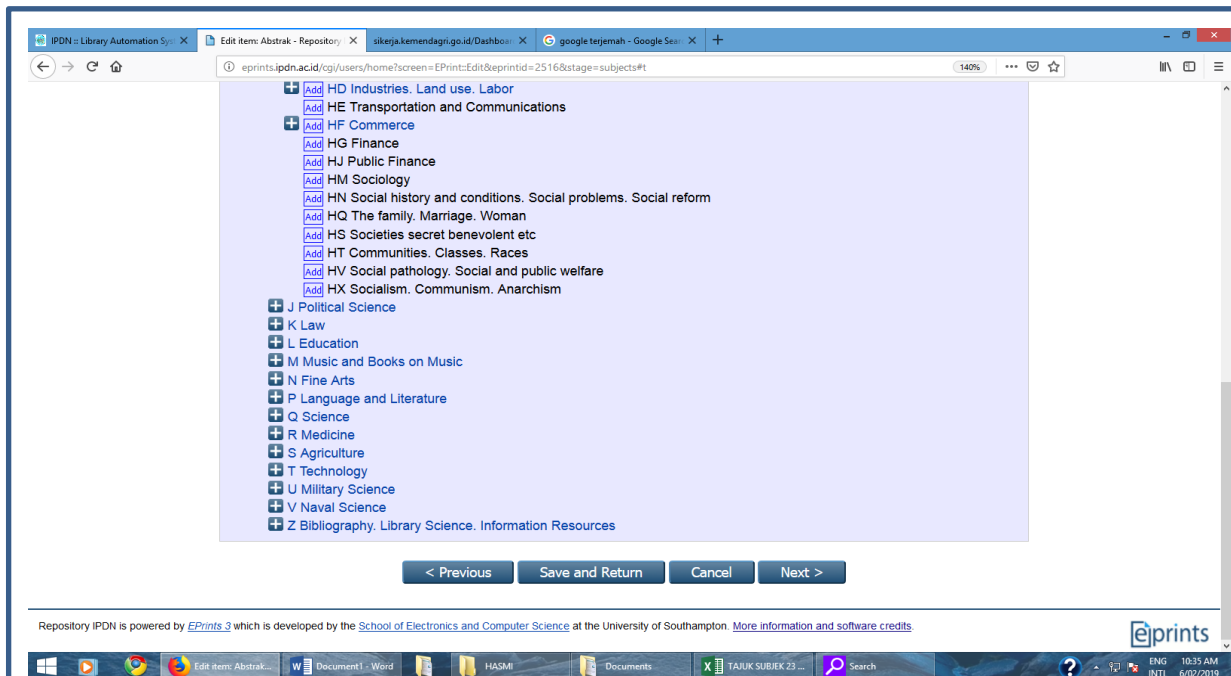 IPDN :: Library Automation Sys
Edit item: Abstrak - Repository
sikerja.kemendagri.go.id/Dashboar
google terjemah - Google Sear
eprints.ipdn.ac.id/cgi/users/home?screen=EPrint::Edit&eprintid=2516&stage=subjects#t
140%
Add HD Industries. Land use. Labor
Add HE Transportation and Communications
Add HF Commerce
Add HG Finance
Add HJ Public Finance
Add HM Sociology
Add HN Social history and conditions. Social problems. Social reform
Add HQ The family. Marriage. Woman
Add HS Societies secret benevolent etc
Add HT Communities. Classes. Races
Add HV Social pathology. Social and public welfare
Add HX Socialism. Communism. Anarchism
J Political Science
K Law
L Education
M Music and Books on Music
N Fine Arts
P Language and Literature
Q Science
R Medicine
S Agriculture
T Technology
U Military Science
V Naval Science
Z Bibliography. Library Science. Information Resources
< Previous
Save and Return
Cancel
Next >
Repository IPDN is powered by EPrints 3 which is developed by the School of Electronics and Computer Science at the University of Southampton. More information and software credits.
eprints
Edit item: Abstrak...
Document1 - Word
HASMI
Documents
TAJUK SUBJEK 23 ...
Search
ENG 10:35 AM
INTL 6/02/2019